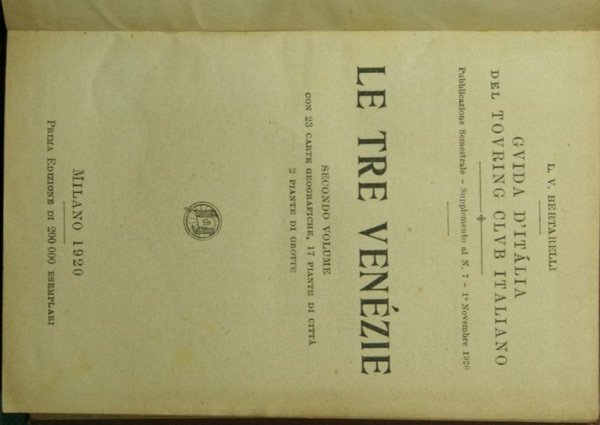 L. V. BERTARELLI
GVIDA D'ITÁLIA
DEL TOVRING CLVB ITALIANO
Pubblicazione Semestrale - Supplemento al N. 7 - 1º Novembre 1920
LE TRE VENÉZIE
SECONDO VOLUME
CON 23 CARTE GEOGRAFICHE, 17 PIANTE DI CITTÀ
2 PIANTE DI GROTTE
MILANO 1920
PRIMA EDIZIONE DI 200 000 ESEMPLARI